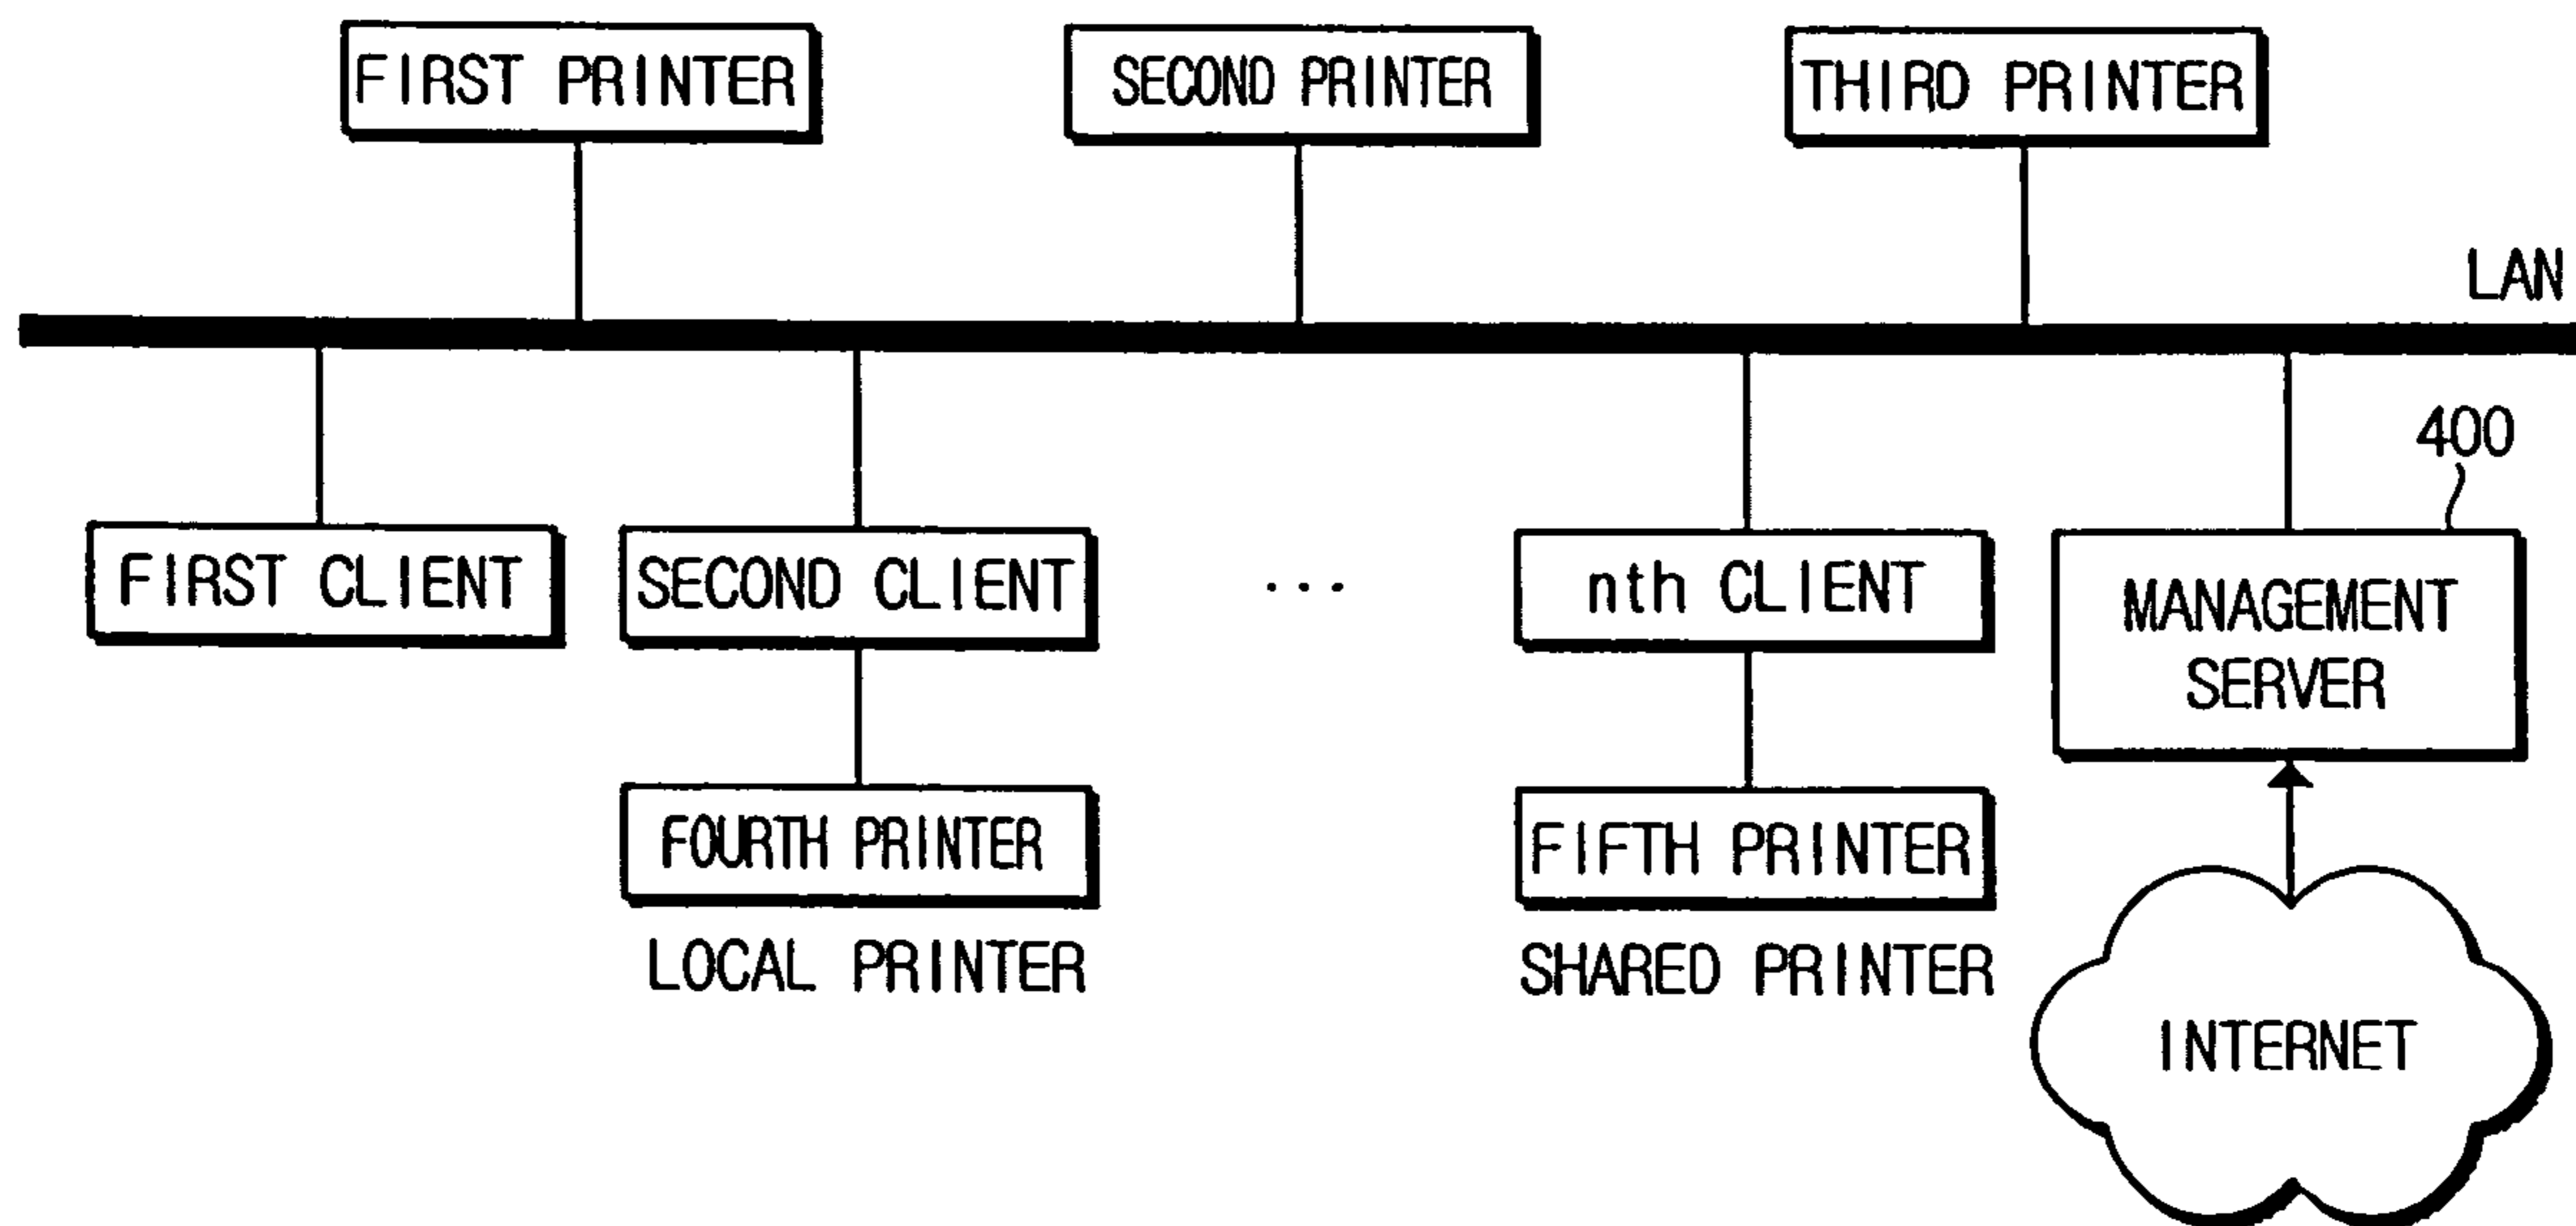 FIRST PRINTER
SECOND PRINTER
THIRD PRINTER
LAN
400
FIRST CLIENT
SECOND CLIENT
...
nth CLIENT
MANAGEMENT
SERVER
FOURTH PRINTER
FIFTH PRINTER
LOCAL PRINTER
SHARED PRINTER
INTERNET